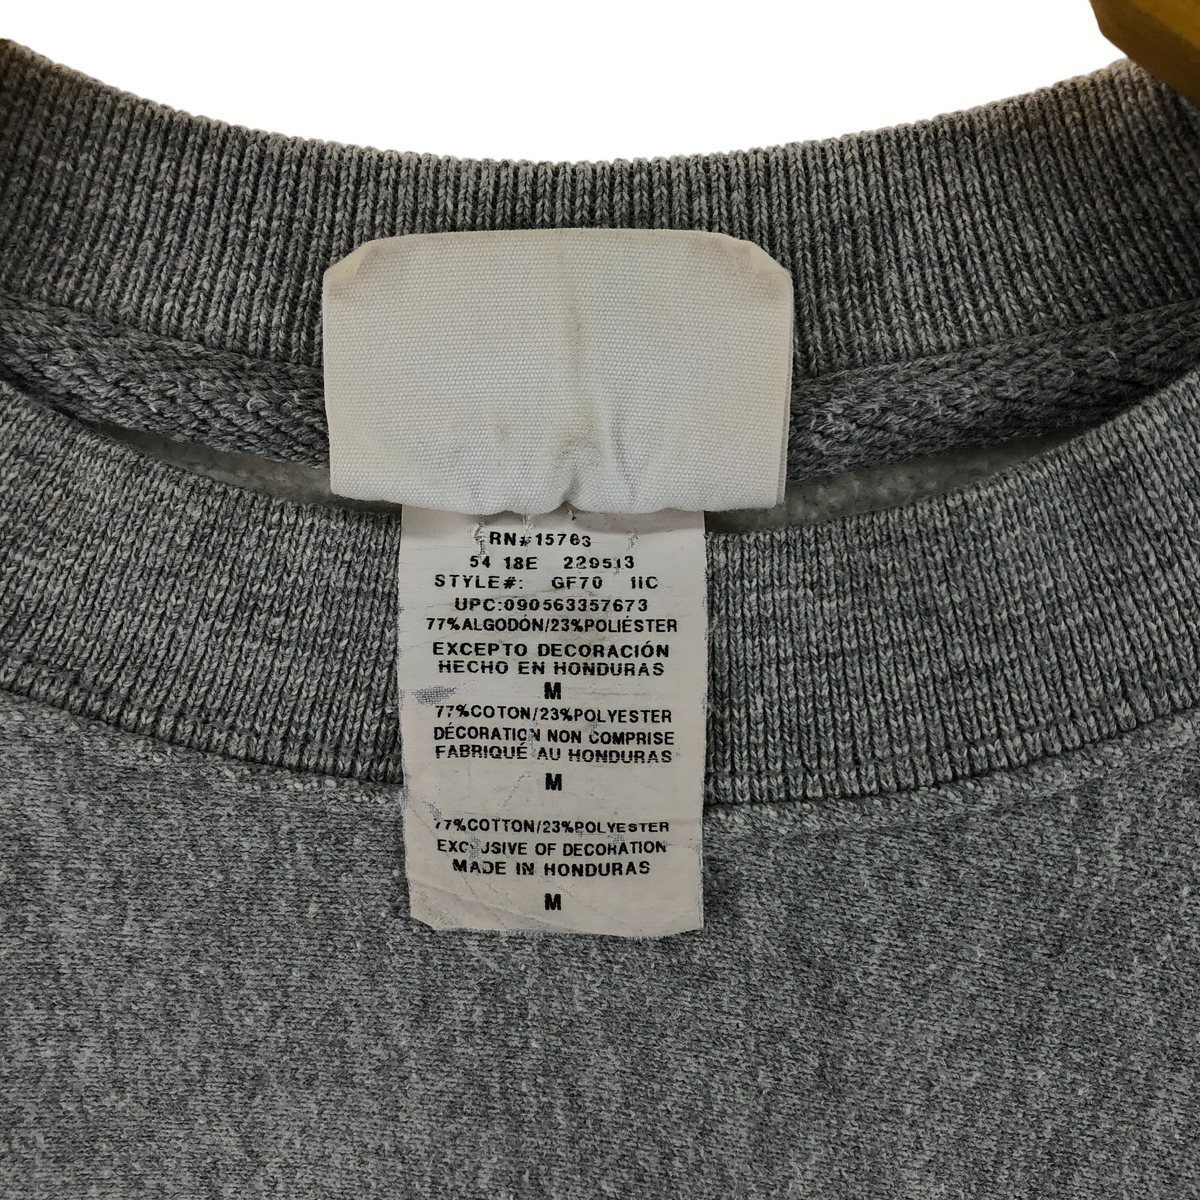 RN#15763
54 18E 229513
STYLE#: GF70 1IC
UPC:090563357673
77%ALGODÓN/23%POLIÉSTER
EXCEPTO DECORACIÓN
HECHO EN HONDURAS
M
77%COTON/23%POLYESTER
DÉCORATION NON COMPRISE
FABRIQUÉ AU HONDURAS
M
77%COTTON/23%POLYESTER
EXCLUSIVE OF DECORATION
MADE IN HONDURAS
M